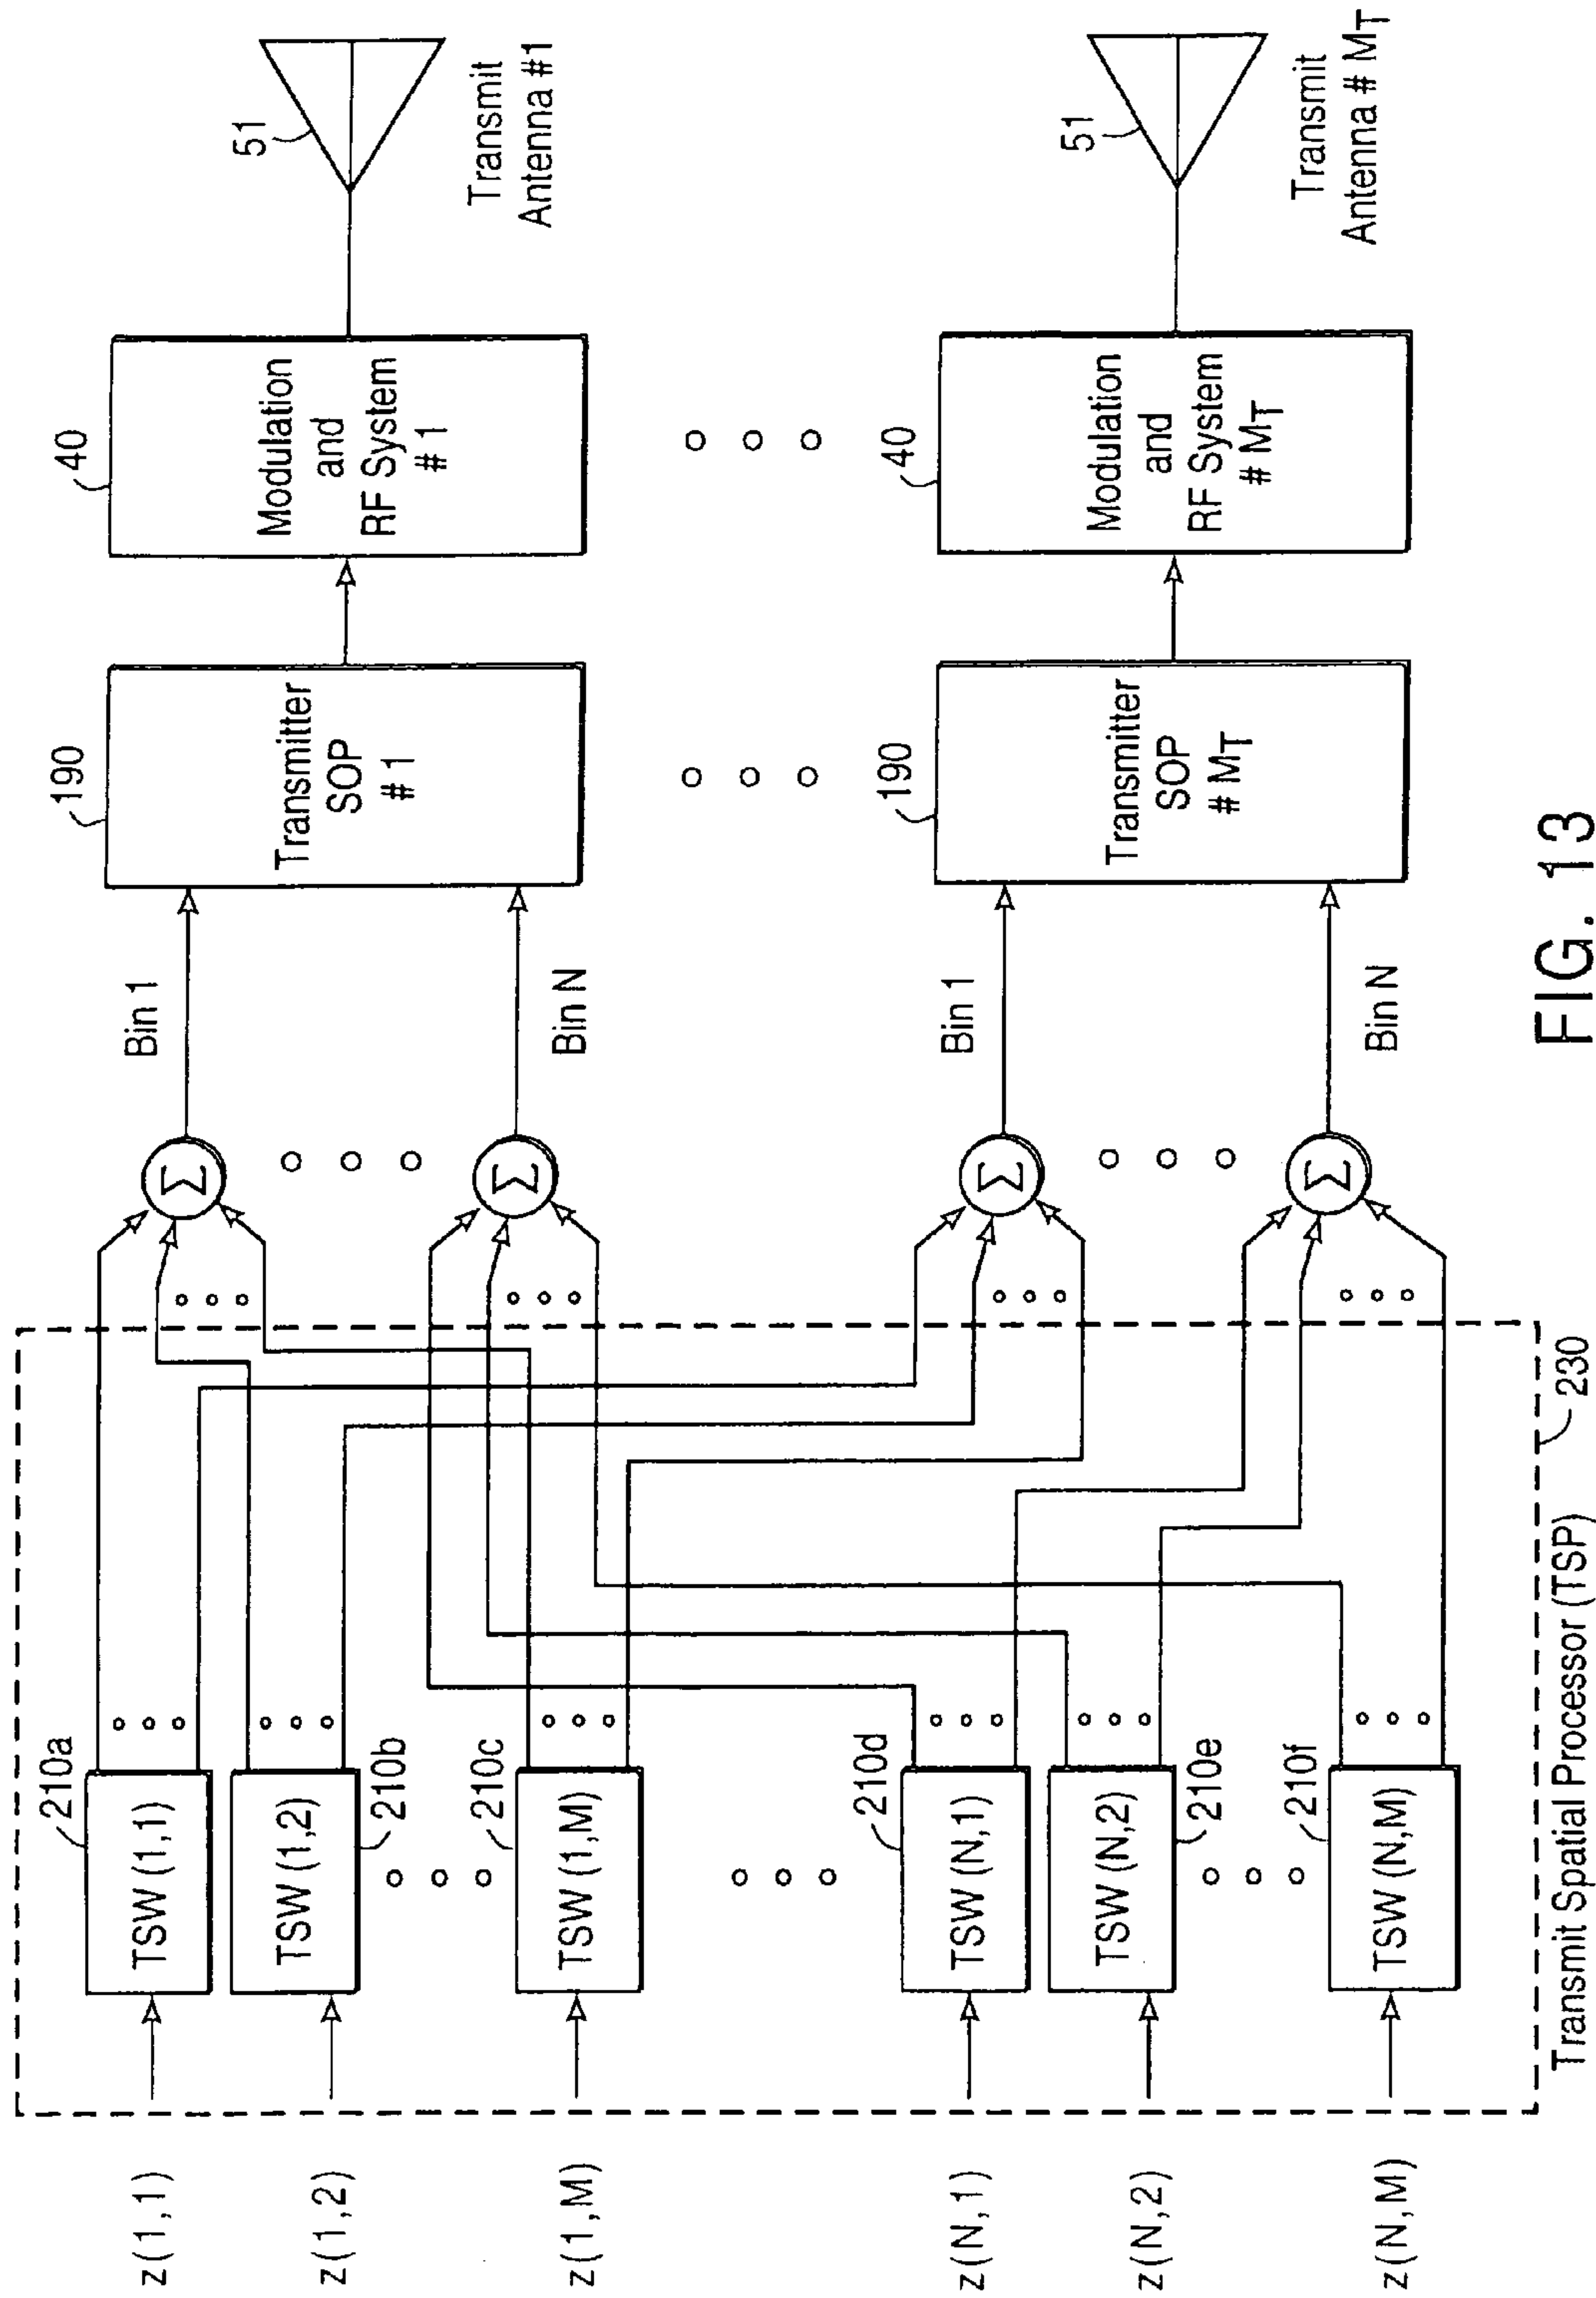 z(1,1)
z(1,2)
z(1,M)
z(N,1)
z(N,2)
z(N,M)
210a
TSW (1,1)
TSW (1,2)
210b
210c
TSW (1,M)
210d
TSW (N,1)
TSW (N,2)
210e
210f
TSW (N,M)
Transmit Spatial Processor (TSP)
230
Σ
Σ
Σ
Σ
Bin 1
Bin N
Bin 1
Bin N
190
Transmitter
SOP
# 1
190
Transmitter
SOP
# MT
40
Modulation
and
RF System
# 1
40
Modulation
and
RF System
# MT
51
Transmit
Antenna #1
51
Transmit
Antenna # MT
FIG. 13